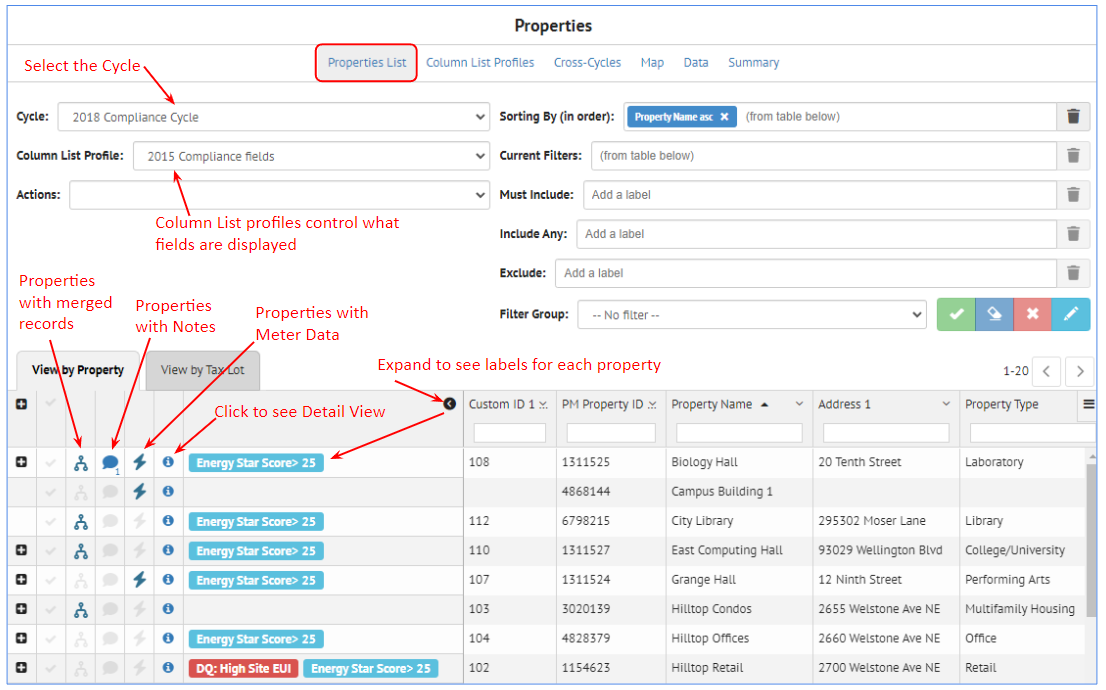 Properties
Properties List Column List Profiles Cross-Cycles Map Data Summary
Select the Cycle
Cycle: 2018 Compliance Cycle Sorting By (in order): Property Name asc × (from table below)
Column List Profile: 2015 Compliance fields Current Filters: (from table below)
Actions: Must Include: Add a label
Column List profiles control what
fields are displayed
Include Any: Add a label
Exclude: Add a label
Properties
with merged
records
Properties
with Notes
Properties with
Meter Data
Filter Group: -- No filter --
Expand to see labels for each property
View by Property View by Tax Lot 1-20
Click to see Detail View
Custom ID 1 PM Property ID Property Name Address 1 Property Type
1 Energy Star Score> 25 108 1311525 Biology Hall 20 Tenth Street Laboratory
4868144 Campus Building 1
Energy Star Score> 25 112 6798215 City Library 295302 Moser Lane Library
Energy Star Score> 25 110 1311527 East Computing Hall 93029 Wellington Blvd College/University
Energy Star Score> 25 107 1311524 Grange Hall 12 Ninth Street Performing Arts
103 3020139 Hilltop Condos 2655 Welstone Ave NE Multifamily Housing
Energy Star Score> 25 104 4828379 Hilltop Offices 2660 Welstone Ave NE Office
DQ: High Site EUI Energy Star Score> 25 102 1154623 Hilltop Retail 2700 Welstone Ave NE Retail